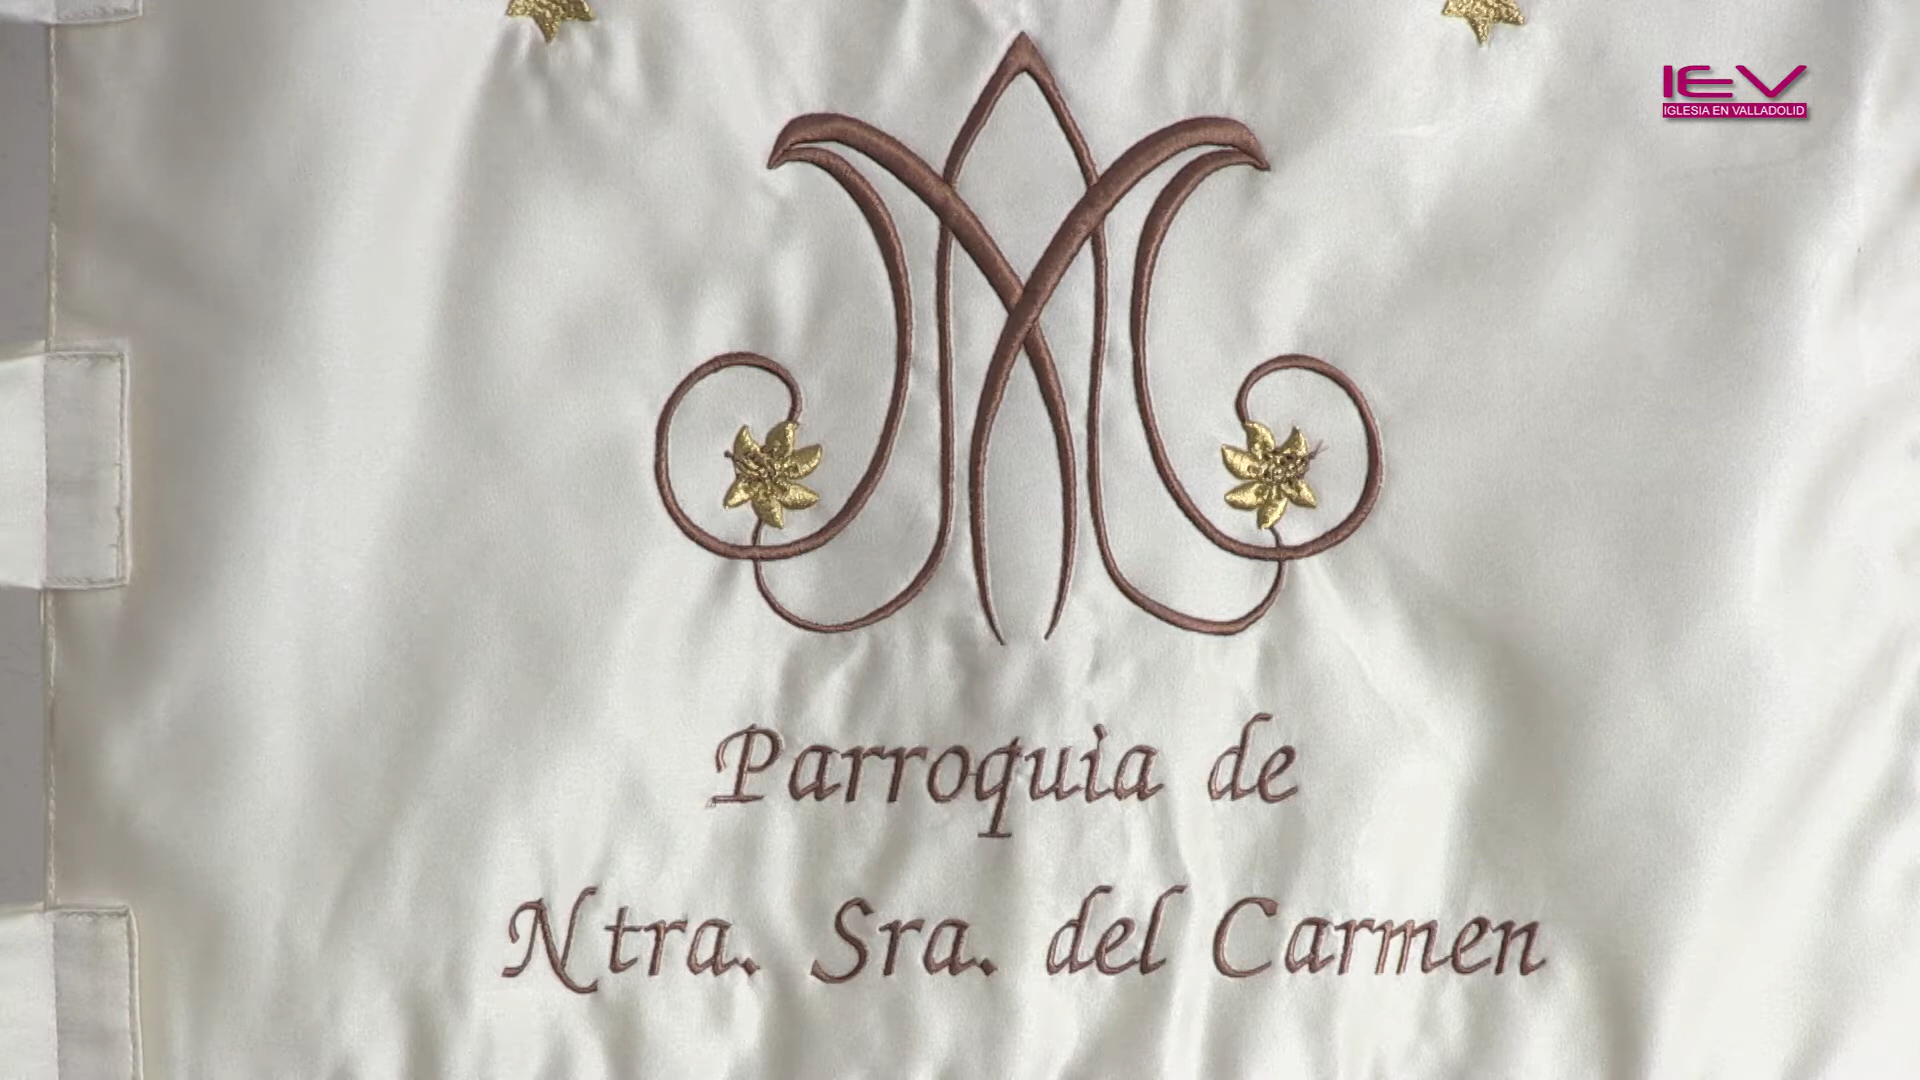 IEV
IGLESIA EN VALLADOLID
Parroquia de
Ntra. Sra. del Carmen